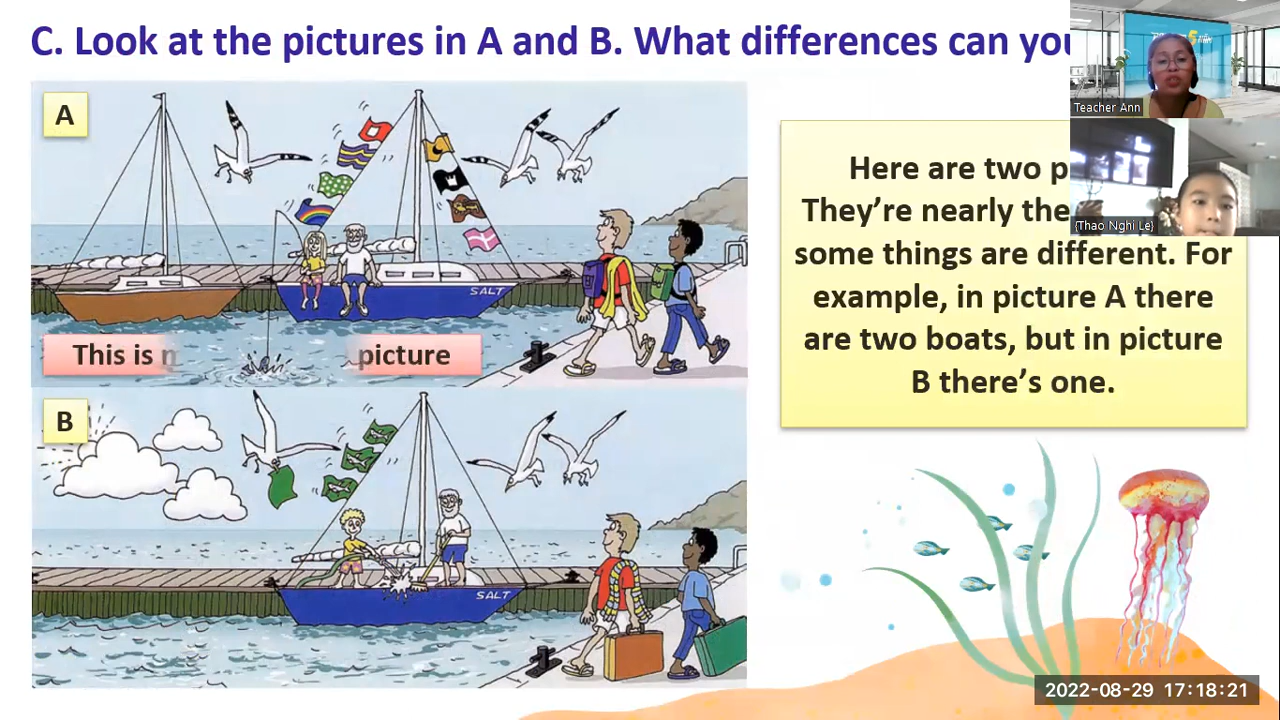 C. Look at the pictures in A and B. What differences can you
A
SALT
This is
picture
B
SALT
Here are two
They're nearly the
some things are different. For
example, in picture A there
are two boats, but in picture
B there's one.
Teacher Ann
{Thao Nghi Le}
2022-08-29 17:18:21